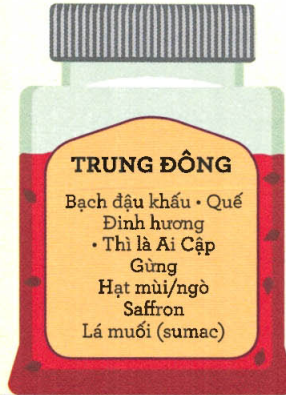 TRUNG ĐÔNG
Bạch đậu khấu • Quế
Đinh hương
• Thì là Ai Cập
Gừng
Hạt mùi/ngò
Saffron
Lá muối (sumac)